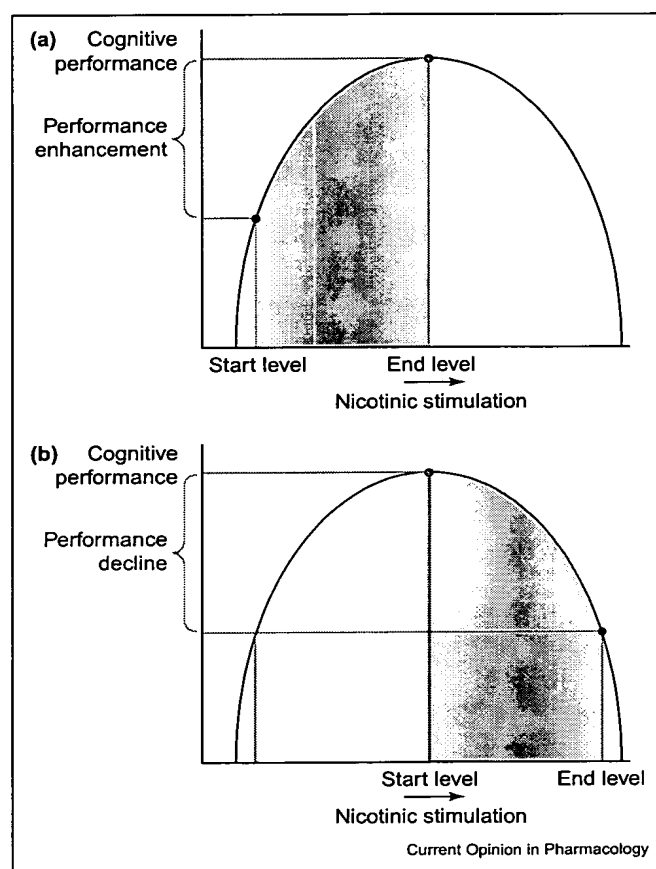 (a) Cognitive
performance
Performance
enhancement
Start level End level
Nicotinic stimulation
(b) Cognitive
performance
Performance
decline
Start level End level
Nicotinic stimulation
Current Opinion in Pharmacology